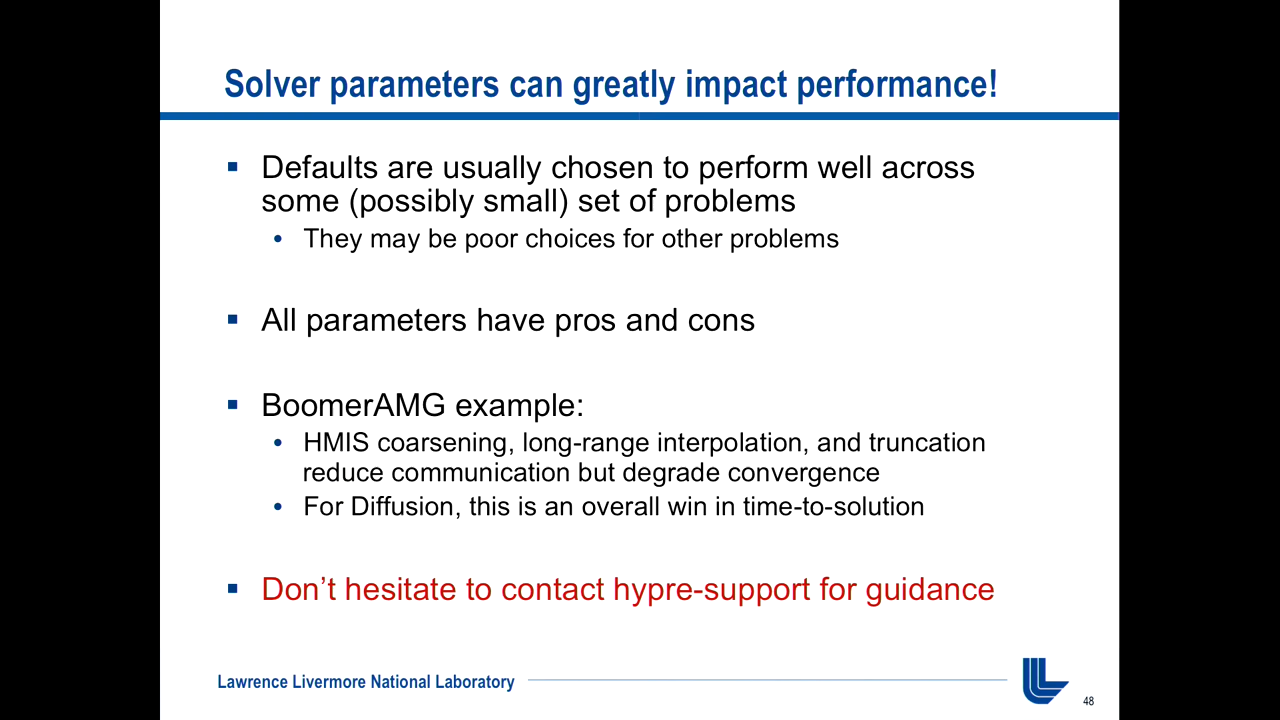 Solver parameters can greatly impact performance!
▪ Defaults are usually chosen to perform well across
some (possibly small) set of problems
• They may be poor choices for other problems
▪ All parameters have pros and cons
▪ BoomerAMG example:
• HMIS coarsening, long-range interpolation, and truncation
reduce communication but degrade convergence
• For Diffusion, this is an overall win in time-to-solution
▪ Don’t hesitate to contact hypre-support for guidance
Lawrence Livermore National Laboratory
48